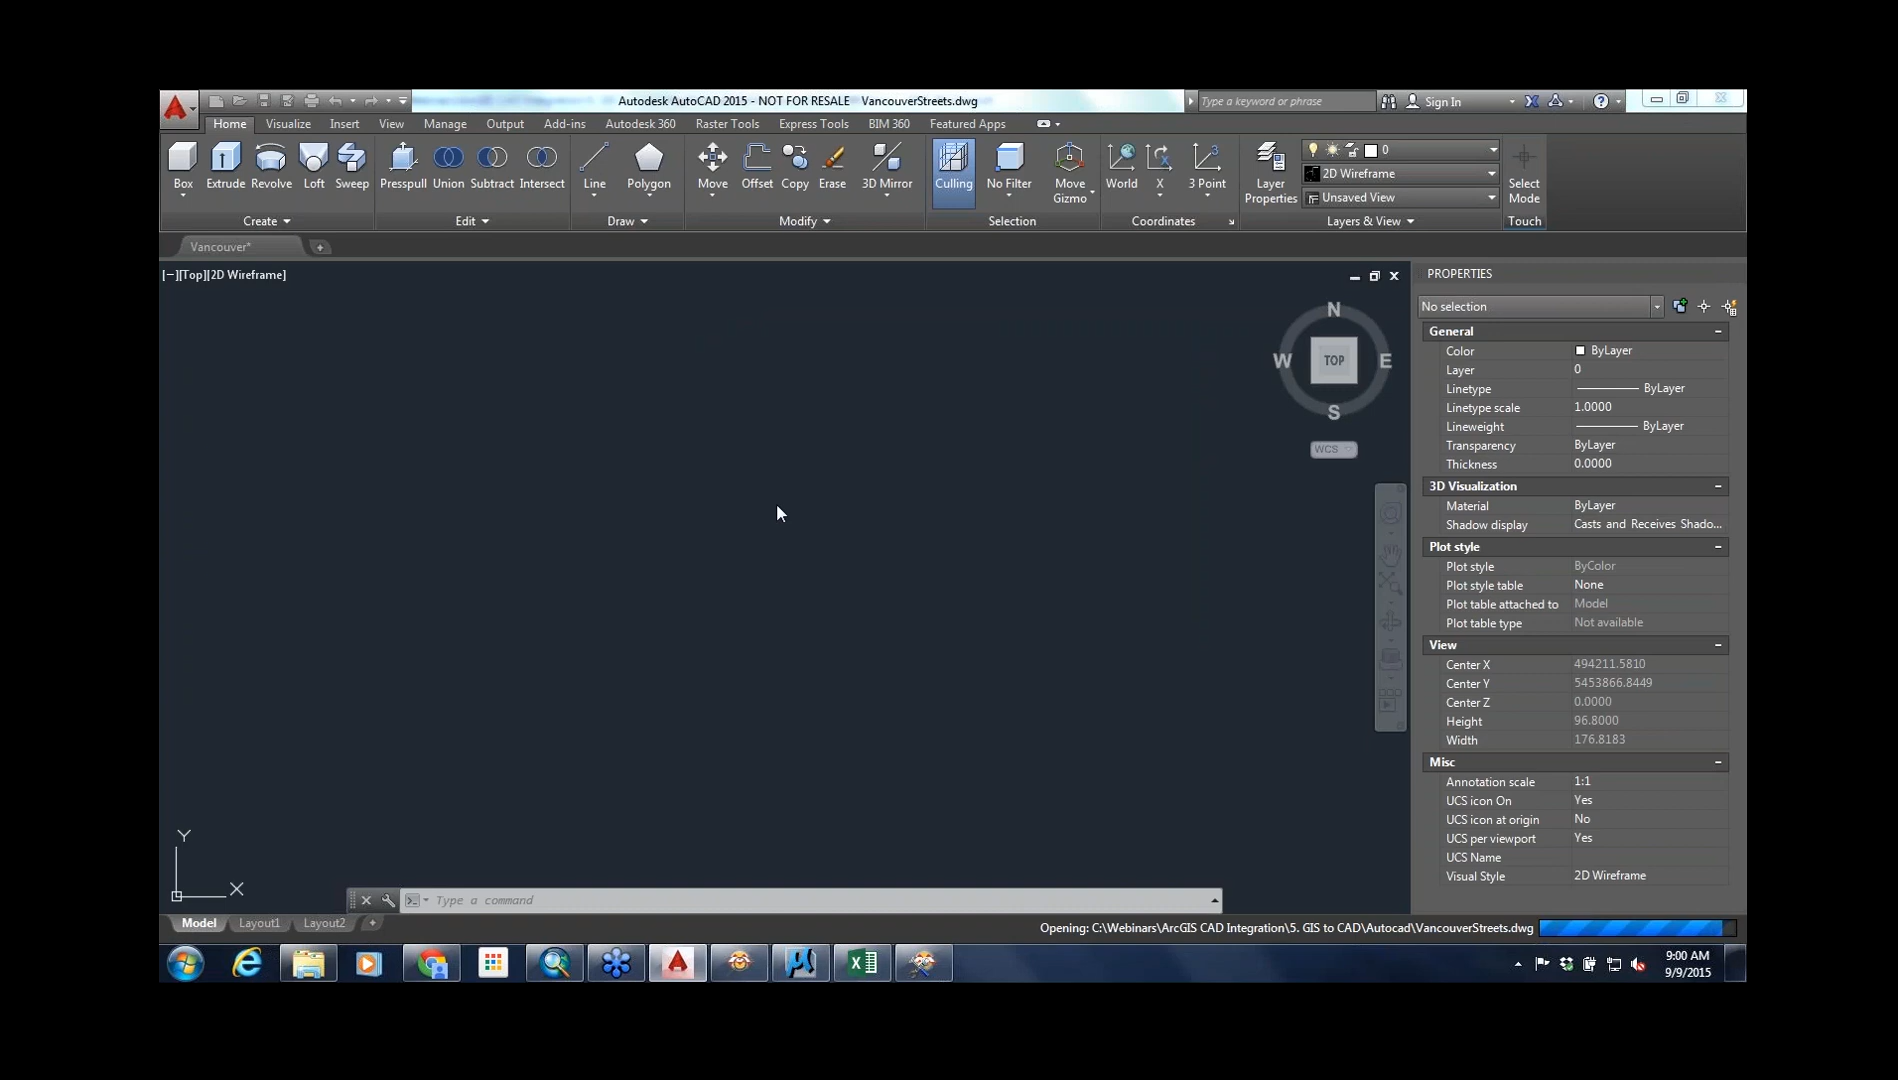 Autodesk AutoCAD 2015 - NOT FOR RESALE VancouverStreets.dwg
Type a keyword or phrase
Sign In
Home Visualize Insert View Manage Output Add-ins Autodesk 360 Raster Tools Express Tools BIM 360 Featured Apps
0
2D Wireframe
Unsaved View
Box Extrude Revolve Loft Sweep Presspull Union Subtract Intersect Line Polygon Move Offset Copy Erase 3D Mirror Culling No Filter Move Gizmo World X 3 Point Layer Properties Select Mode
Create Edit Draw Modify Selection Coordinates Layers & View Touch
Vancouver*
[−][Top][2D Wireframe]
N
W TOP E
S
WCS
Y
X
Type a command
Model Layout1 Layout2
PROPERTIES
No selection
General
Color ByLayer
Layer 0
Linetype ByLayer
Linetype scale 1.0000
Lineweight ByLayer
Transparency ByLayer
Thickness 0.0000
3D Visualization
Material ByLayer
Shadow display Casts and Receives Shado...
Plot style
Plot style ByColor
Plot style table None
Plot table attached to Model
Plot table type Not available
View
Center X 494211.5810
Center Y 5453866.8449
Center Z 0.0000
Height 96.8000
Width 176.8183
Misc
Annotation scale 1:1
UCS icon On Yes
UCS icon at origin No
UCS per viewport Yes
UCS Name
Visual Style 2D Wireframe
Opening: C:\Webinars\ArcGIS CAD Integration\5. GIS to CAD\Autocad\VancouverStreets.dwg
9:00 AM
9/9/2015